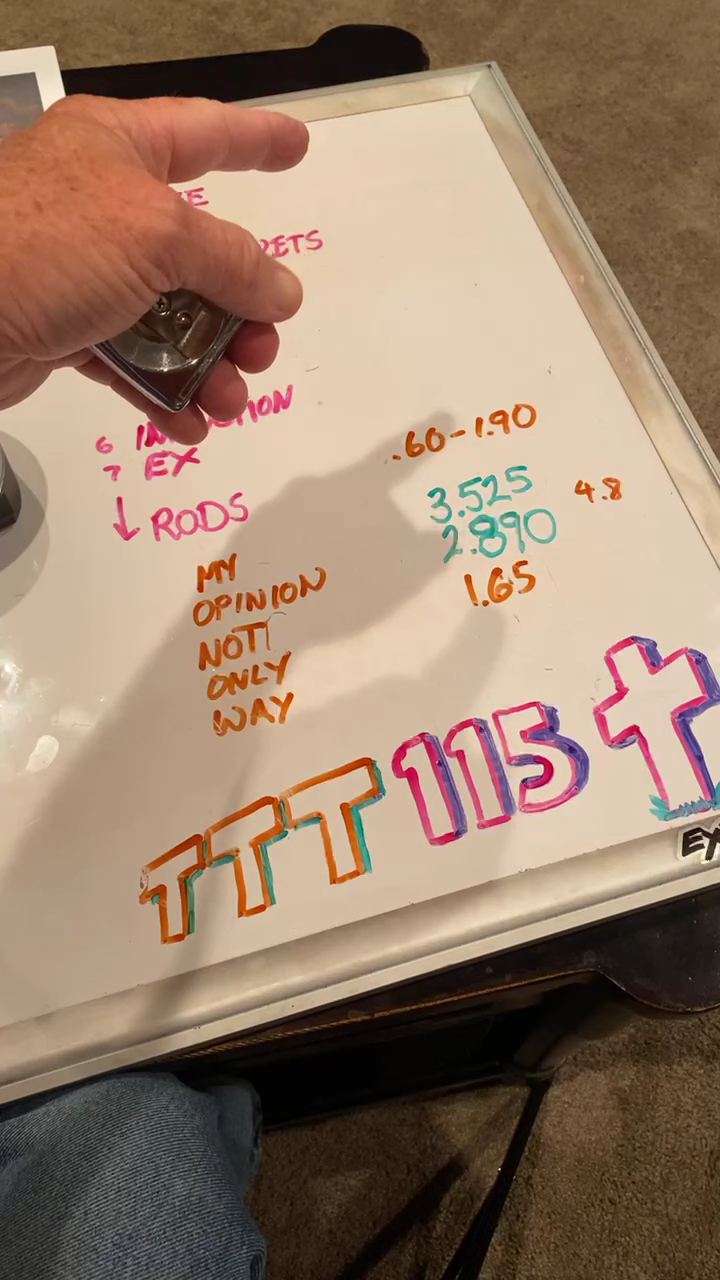 6
7 EX
↓ RODS
.60-1.90
3.525
4.8
2.890
1.65
MY
OPINION
NOT
ONLY
WAY
TTT 115